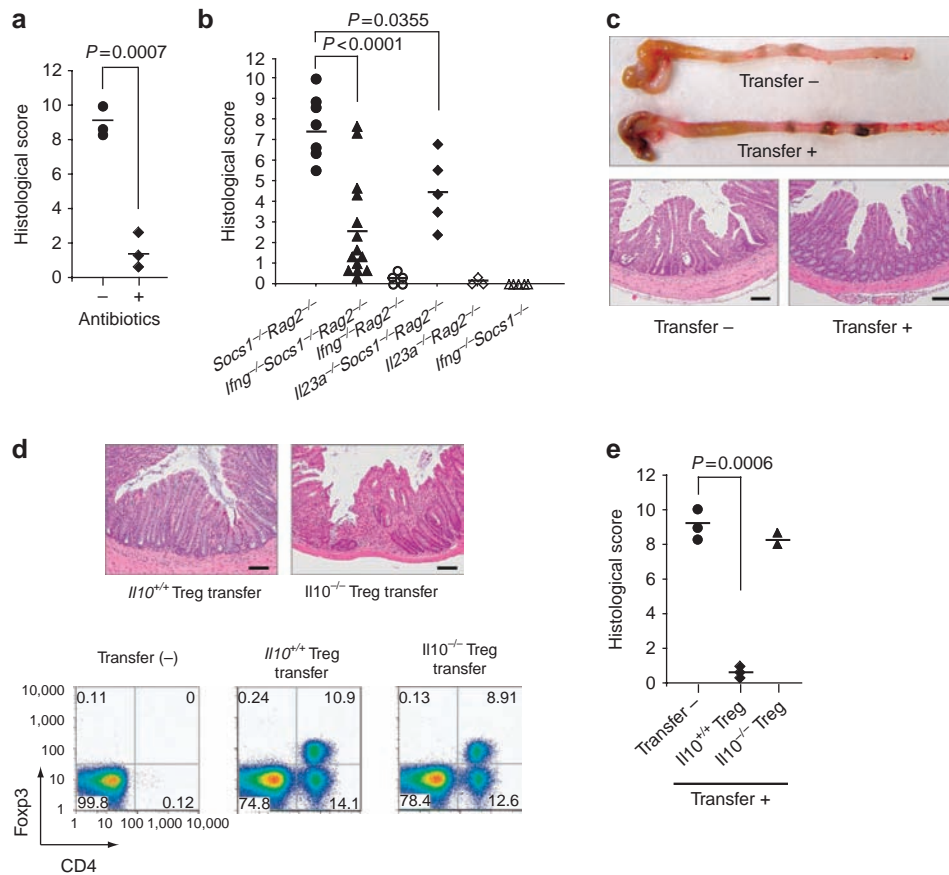 a
P=0.0007
Histological score
12
10
8
6
4
2
0
– +
Antibiotics
b
P=0.0355
P<0.0001
Histological score
12
11
10
9
8
7
6
5
4
3
2
1
0
Socs1–/–Rag2–/–
Ifng–/–Socs1–/–Rag2–/–
Ifng–/–Rag2–/–
Il23a–/–Socs1–/–Rag2–/–
Il23a–/–Rag2–/–
Ifng–/–Socs1–/–
c
Transfer –
Transfer +
Transfer – Transfer +
d
Il10+/+ Treg transfer Il10–/– Treg transfer
Transfer (–)
Il10+/+ Treg
transfer
Il10–/– Treg
transfer
10,000
1,000
100
10
1
Foxp3
0.11 0
99.8 0.12
0.24 10.9
74.8 14.1
0.13 8.91
78.4 12.6
1 10 100 1,000 10,000
CD4
e
P=0.0006
Histological score
12
10
8
6
4
2
0
Transfer –
Il10+/+ Treg
Il10–/– Treg
Transfer +